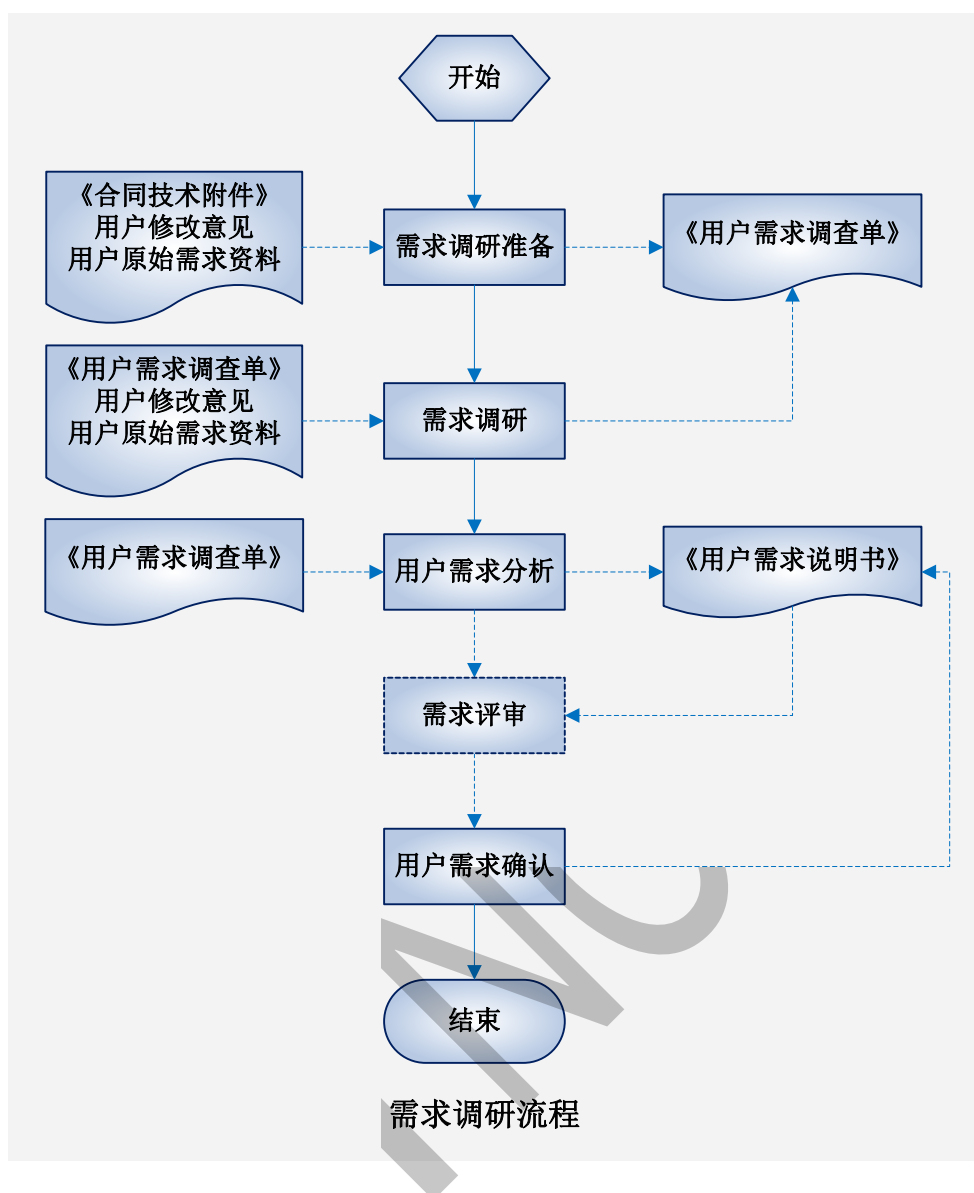 开始
《合同技术附件》
用户修改意见
用户原始需求资料
需求调研准备
《用户需求调查单》
《用户需求调查单》
用户修改意见
用户原始需求资料
需求调研
《用户需求调查单》
用户需求分析
《用户需求说明书》
需求评审
用户需求确认
结束
需求调研流程